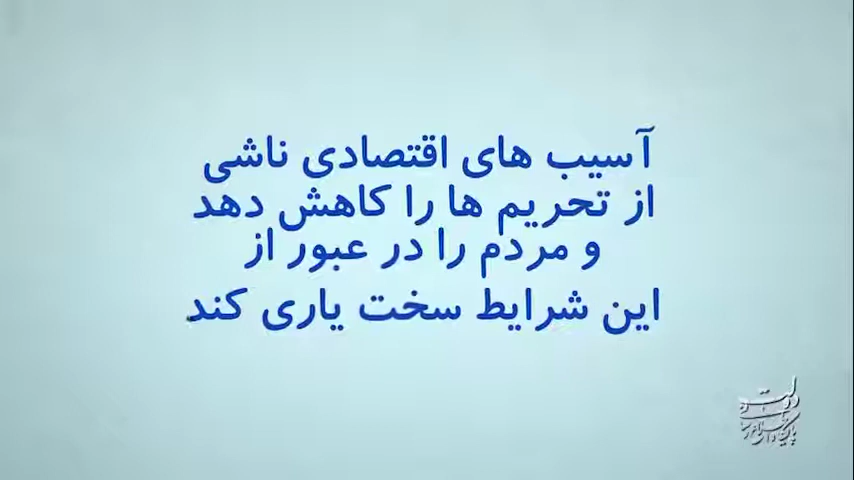 آسیب های اقتصادی ناشی
از تحریم ها را کاهش دهد
و مردم را در عبور از
این شرایط سخت یاری کند
دولت